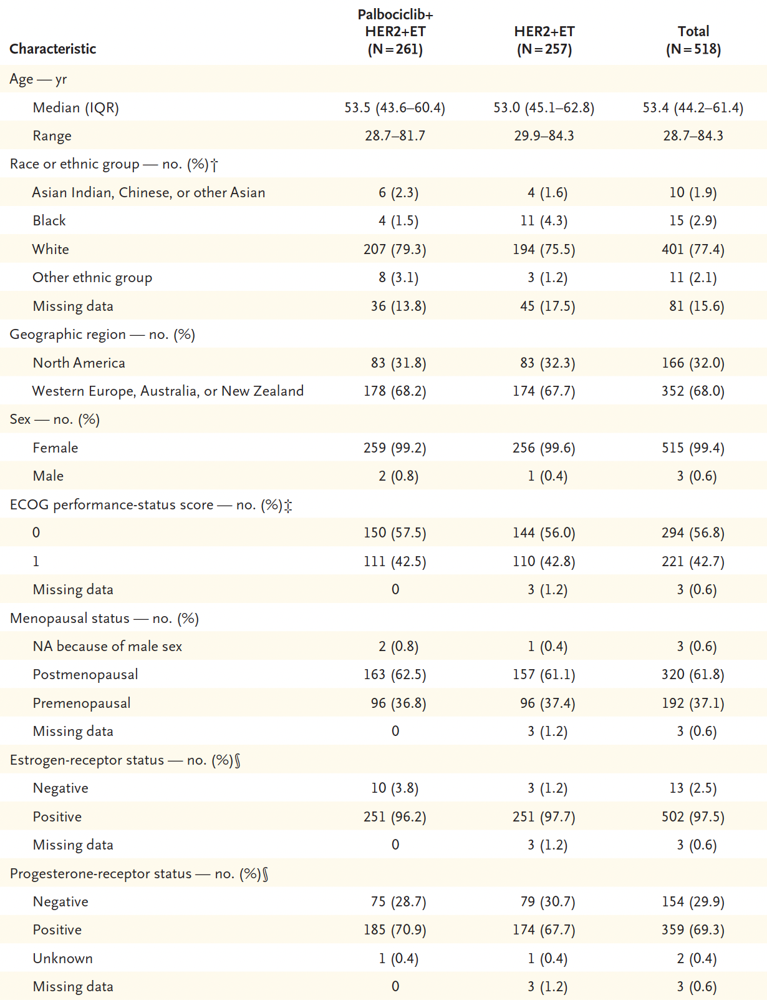 Characteristic Palbociclib+ HER2+ET (N=261) HER2+ET (N=257) Total (N=518)
Age — yr
Median (IQR) 53.5 (43.6–60.4) 53.0 (45.1–62.8) 53.4 (44.2–61.4)
Range 28.7–81.7 29.9–84.3 28.7–84.3
Race or ethnic group — no. (%)†
Asian Indian, Chinese, or other Asian 6 (2.3) 4 (1.6) 10 (1.9)
Black 4 (1.5) 11 (4.3) 15 (2.9)
White 207 (79.3) 194 (75.5) 401 (77.4)
Other ethnic group 8 (3.1) 3 (1.2) 11 (2.1)
Missing data 36 (13.8) 45 (17.5) 81 (15.6)
Geographic region — no. (%)
North America 83 (31.8) 83 (32.3) 166 (32.0)
Western Europe, Australia, or New Zealand 178 (68.2) 174 (67.7) 352 (68.0)
Sex — no. (%)
Female 259 (99.2) 256 (99.6) 515 (99.4)
Male 2 (0.8) 1 (0.4) 3 (0.6)
ECOG performance-status score — no. (%)‡
0 150 (57.5) 144 (56.0) 294 (56.8)
1 111 (42.5) 110 (42.8) 221 (42.7)
Missing data 0 3 (1.2) 3 (0.6)
Menopausal status — no. (%)
NA because of male sex 2 (0.8) 1 (0.4) 3 (0.6)
Postmenopausal 163 (62.5) 157 (61.1) 320 (61.8)
Premenopausal 96 (36.8) 96 (37.4) 192 (37.1)
Missing data 0 3 (1.2) 3 (0.6)
Estrogen-receptor status — no. (%)§
Negative 10 (3.8) 3 (1.2) 13 (2.5)
Positive 251 (96.2) 251 (97.7) 502 (97.5)
Missing data 0 3 (1.2) 3 (0.6)
Progesterone-receptor status — no. (%)§
Negative 75 (28.7) 79 (30.7) 154 (29.9)
Positive 185 (70.9) 174 (67.7) 359 (69.3)
Unknown 1 (0.4) 1 (0.4) 2 (0.4)
Missing data 0 3 (1.2) 3 (0.6)